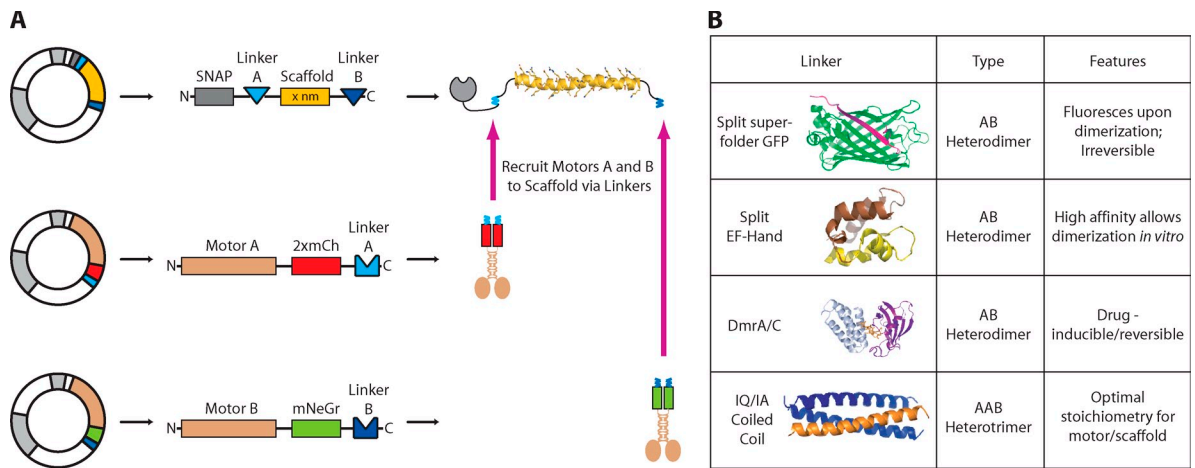 A
SNAP
Linker
A
Scaffold
Linker
B
N
x nm
C
Recruit Motors A and B
to Scaffold via Linkers
Motor A
2xmCh
Linker
A
N
C
Motor B
mNeGr
Linker
B
N
C
B
Linker
Type
Features
Split super-
folder GFP
AB
Heterodimer
Fluoresces upon
dimerization;
Irreversible
Split
EF-Hand
AB
Heterodimer
High affinity allows
dimerization in vitro
DmrA/C
AB
Heterodimer
Drug -
inducible/reversible
IQ/IA
Coiled
Coil
AAB
Heterotrimer
Optimal
stoichiometry for
motor/scaffold